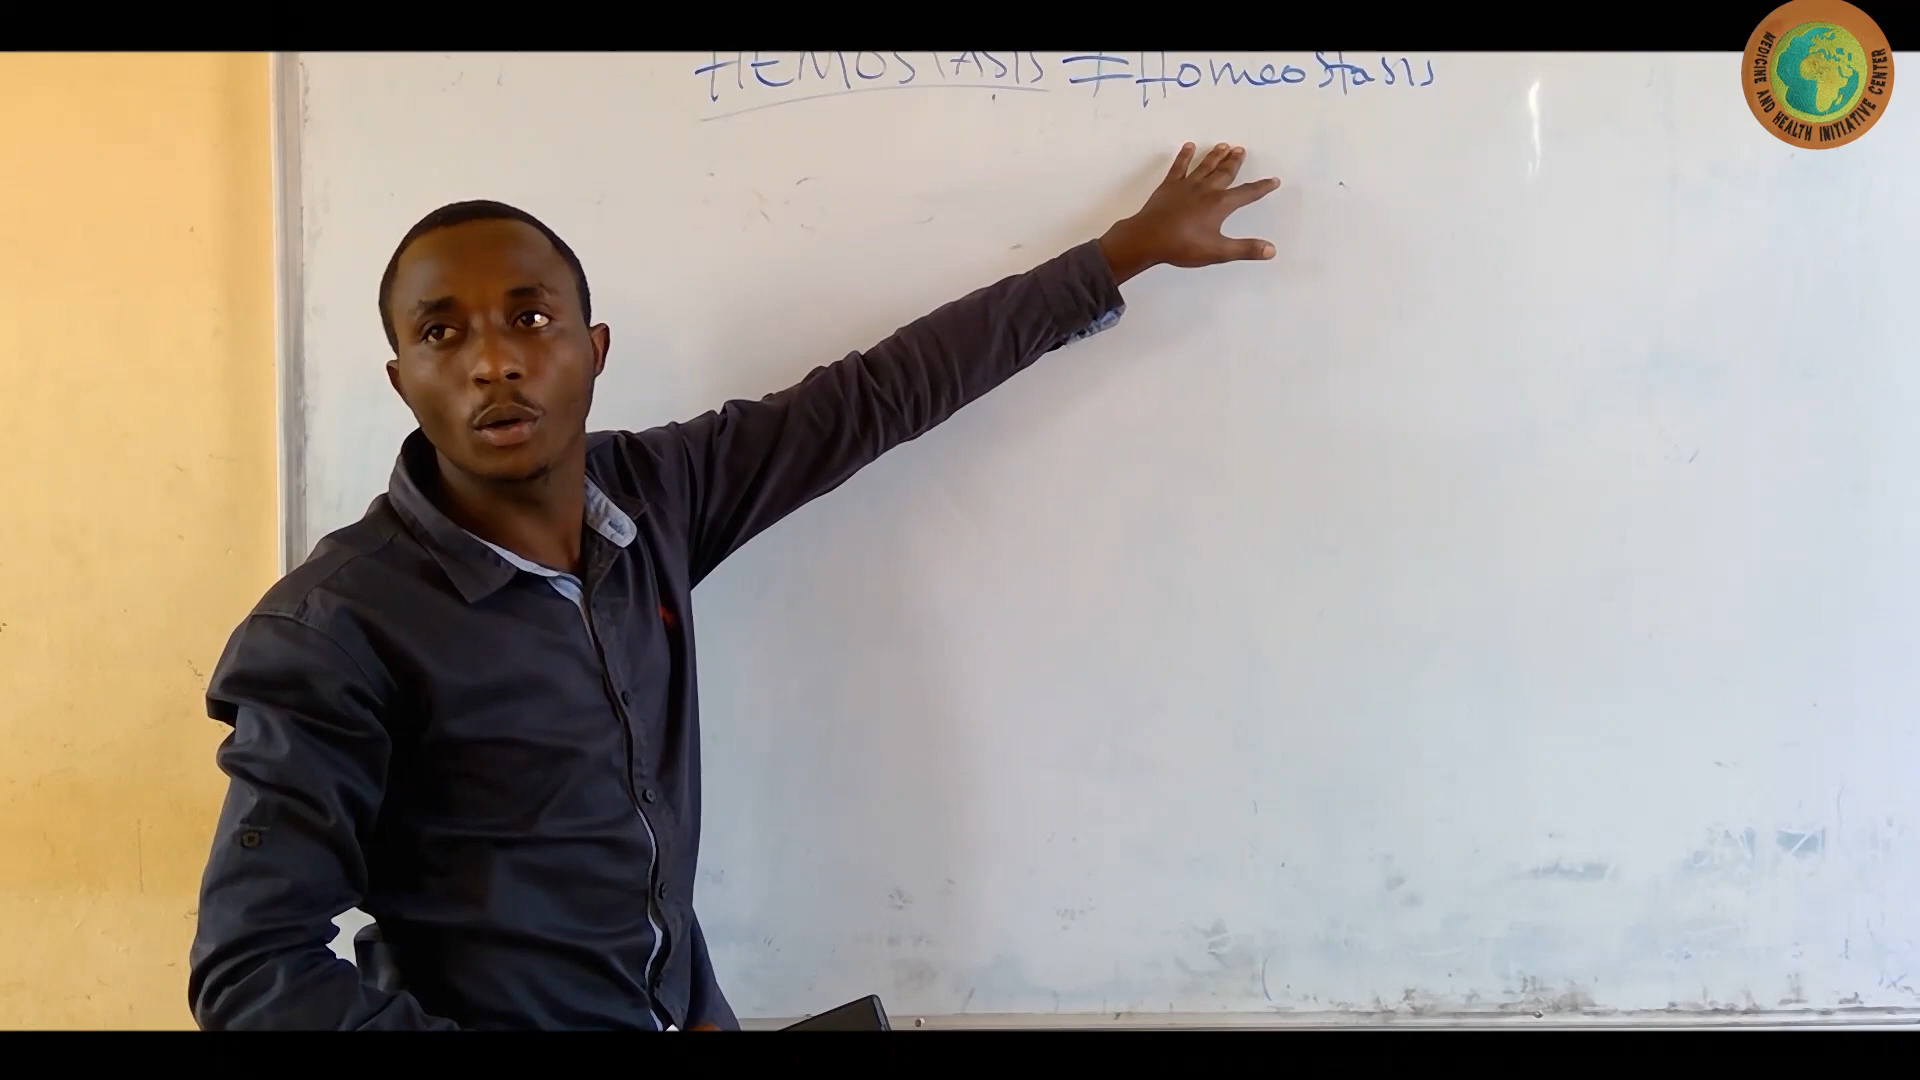 HEMOSTASIS ≠ Homeostasis
MEDICINE AND HEALTH INITIATIVE CENTER